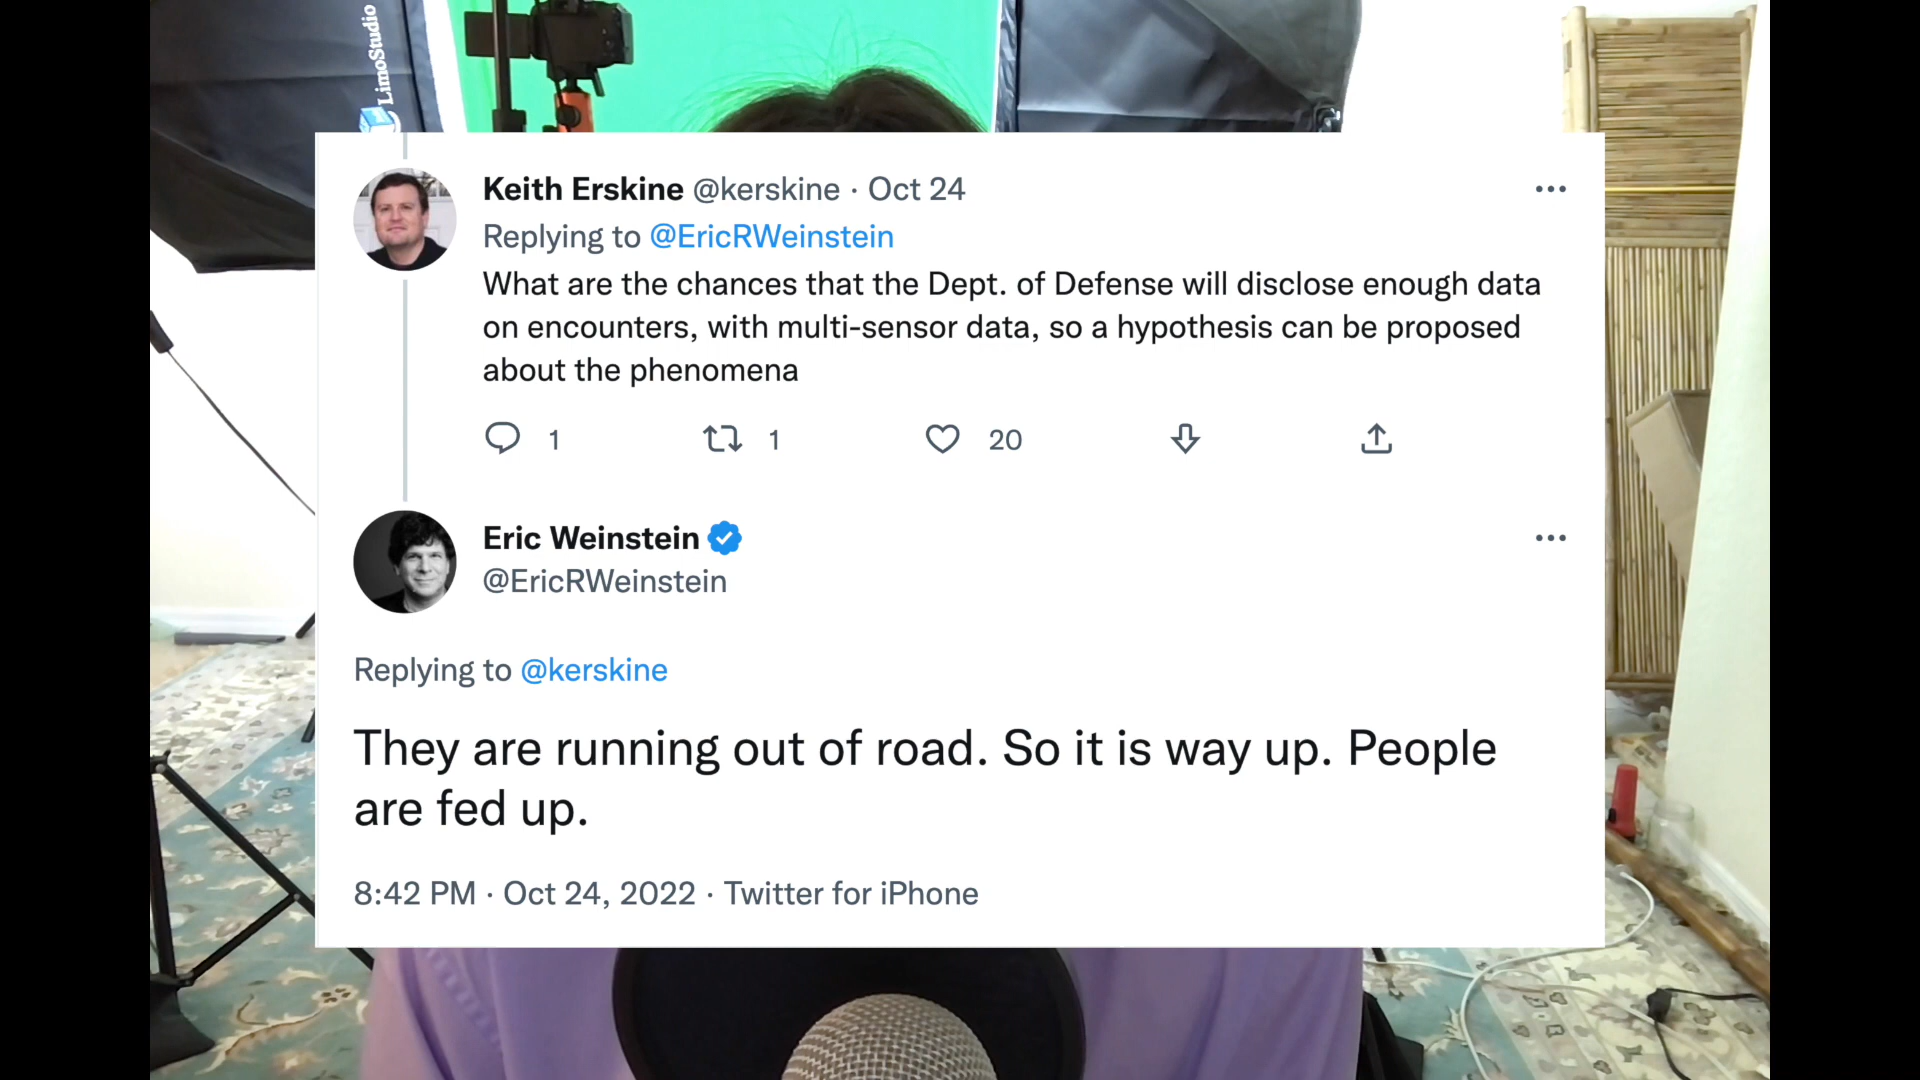 LimoStudio
Keith Erskine @kerskine · Oct 24
Replying to @EricRWeinstein
What are the chances that the Dept. of Defense will disclose enough data
on encounters, with multi-sensor data, so a hypothesis can be proposed
about the phenomena
1 1 20
Eric Weinstein
@EricRWeinstein
Replying to @kerskine
They are running out of road. So it is way up. People
are fed up.
8:42 PM · Oct 24, 2022 · Twitter for iPhone